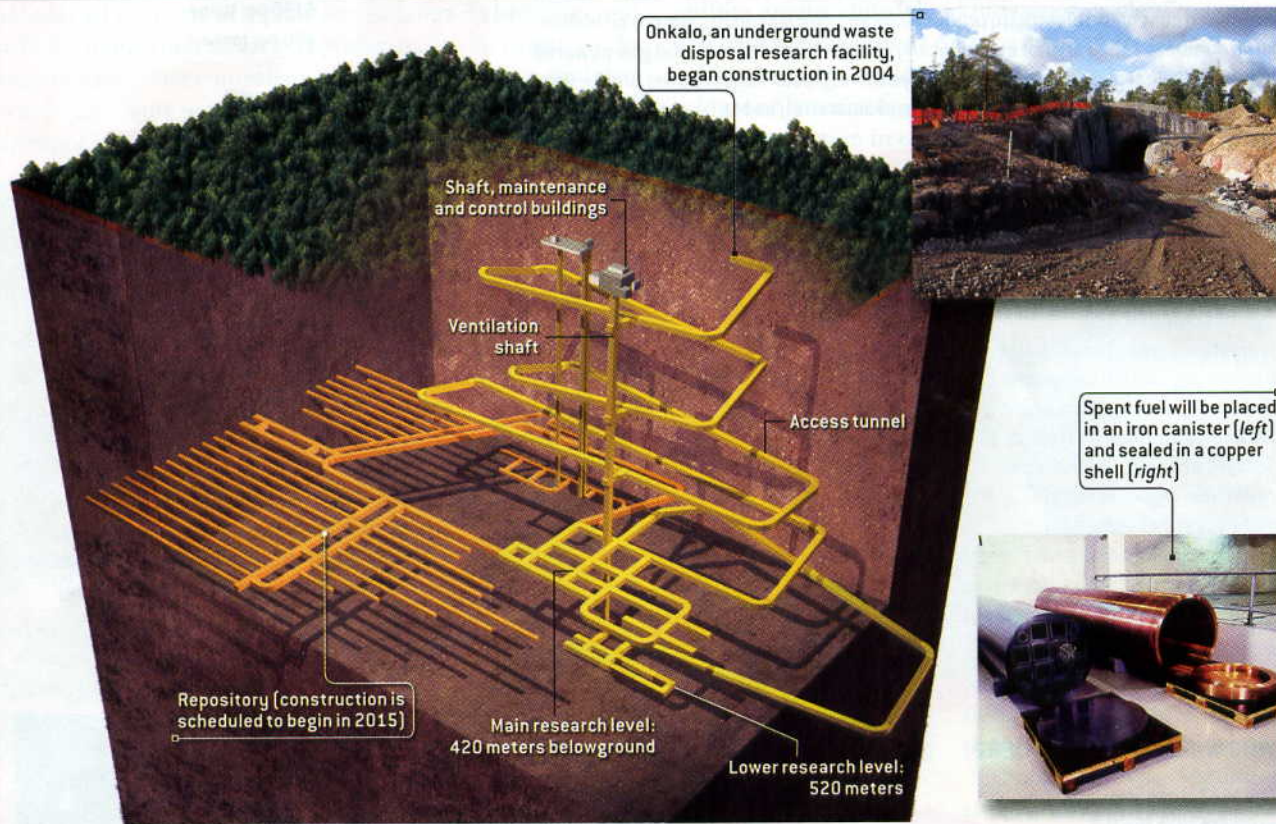 Onkalo, an underground waste
disposal research facility,
began construction in 2004
Shaft, maintenance
and control buildings
Ventilation
shaft
Access tunnel
Spent fuel will be placed
in an iron canister (left)
and sealed in a copper
shell (right)
Repository (construction is
scheduled to begin in 2015)
Main research level:
420 meters belowground
Lower research level:
520 meters